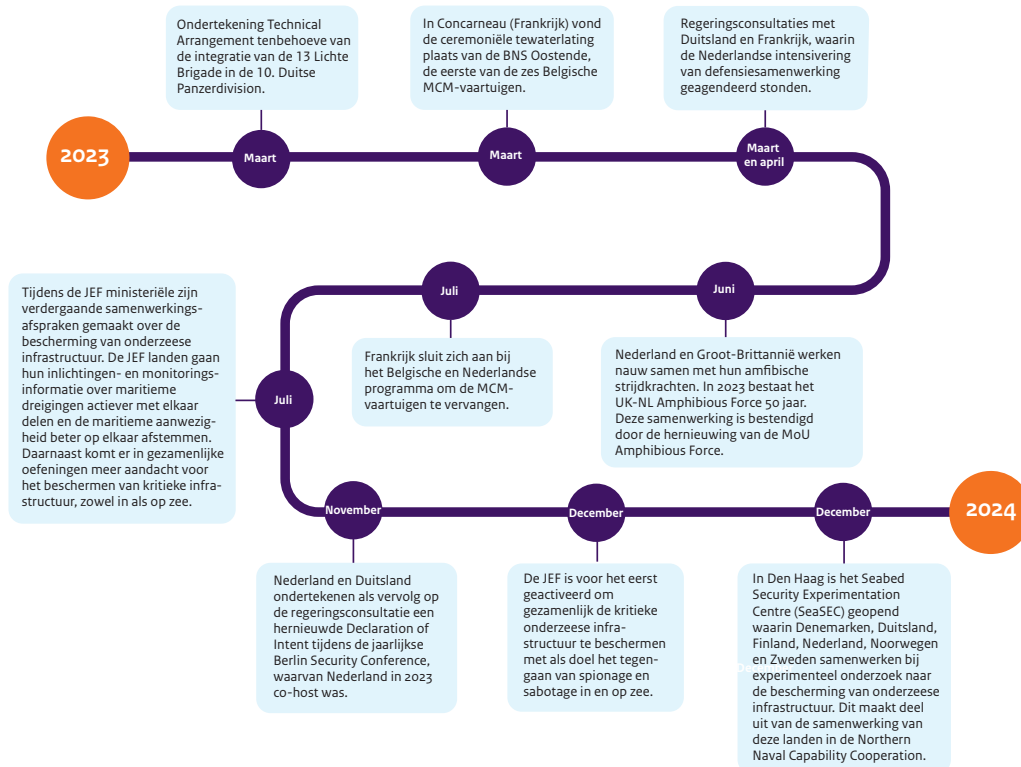 Ondertekening Technical
Arrangement tenbehoeve van
de integratie van de 13 Lichte
Brigade in de 10. Duitse
Panzerdivision.
In Concarneau (Frankrijk) vond
de ceremoniële tewaterlating
plaats van de BNS Oostende,
de eerste van de zes Belgische
MCM-vaartuigen.
Regeringsconsultaties met
Duitsland en Frankrijk, waarin
de Nederlandse intensivering
van defensiesamenwerking
geagendeerd stonden.
2023
Maart
Maart
Maart
en april
Juni
Nederland en Groot-Brittannië werken
nauw samen met hun amfibische
strijdkrachten. In 2023 bestaat het
UK-NL Amphibious Force 50 jaar.
Deze samenwerking is bestendigd
door de hernieuwing van de MoU
Amphibious Force.
Juli
Frankrijk sluit zich aan bij
het Belgische en Nederlandse
programma om de MCM-
vaartuigen te vervangen.
Juli
Tijdens de JEF ministeriële zijn
verdergaande samenwerkings-
afspraken gemaakt over de
bescherming van onderzeese
infrastructuur. De JEF landen gaan
hun inlichtingen- en monitorings-
informatie over maritieme
dreigingen actiever met elkaar
delen en de maritieme aanwezig-
heid beter op elkaar afstemmen.
Daarnaast komt er in gezamenlijke
oefeningen meer aandacht voor
het beschermen van kritieke infra-
structuur, zowel in als op zee.
November
Nederland en Duitsland
ondertekenen als vervolg op
de regeringsconsultatie een
hernieuwde Declaration of
Intent tijdens de jaarlijkse
Berlin Security Conference,
waarvan Nederland in 2023
co-host was.
December
De JEF is voor het eerst
geactiveerd om
gezamenlijk de kritieke
onderzeese infra-
structuur te beschermen
met als doel het tegen-
gaan van spionage en
sabotage in en op zee.
December
In Den Haag is het Seabed
Security Experimentation
Centre (SeaSEC) geopend
waarin Denemarken, Duitsland,
Finland, Nederland, Noorwegen
en Zweden samenwerken bij
experimenteel onderzoek naar
de bescherming van onderzeese
infrastructuur. Dit maakt deel
uit van de samenwerking van
deze landen in de Northern
Naval Capability Cooperation.
2024